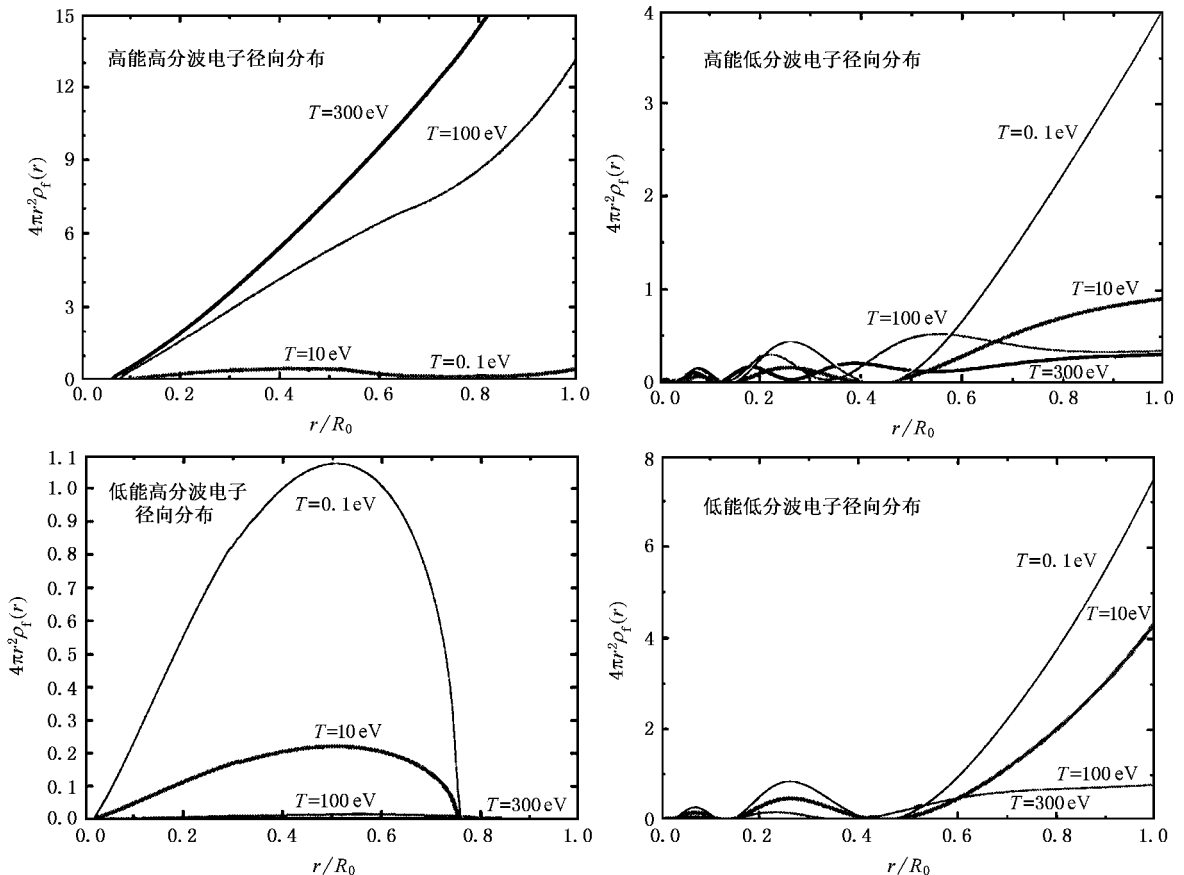 15
12
9
6
3
0
高能高分波电子径向分布
T=300 eV
T=100 eV
T=10 eV
T=0.1 eV
4πr²ρf(r)
0 0.2 0.4 0.6 0.8 1.0
r/R₀
4
3
2
1
0
高能低分波电子径向分布
T=0.1 eV
T=10 eV
T=100 eV
T=300 eV
4πr²ρf(r)
0.0 0.2 0.4 0.6 0.8 1.0
r/R₀
1.1
1.0
0.9
0.8
0.7
0.6
0.5
0.4
0.3
0.2
0.1
0.0
低能高分波电子
径向分布
T=0.1 eV
T=10 eV
T=100 eV
T=300 eV
4πr²ρf(r)
0.0 0.2 0.4 0.6 0.8 1.0
r/R₀
8
6
4
2
0
低能低分波电子径向分布
T=0.1 eV
T=10 eV
T=100 eV
T=300 eV
4πr²ρf(r)
0.0 0.2 0.4 0.6 0.8 1.0
r/R₀